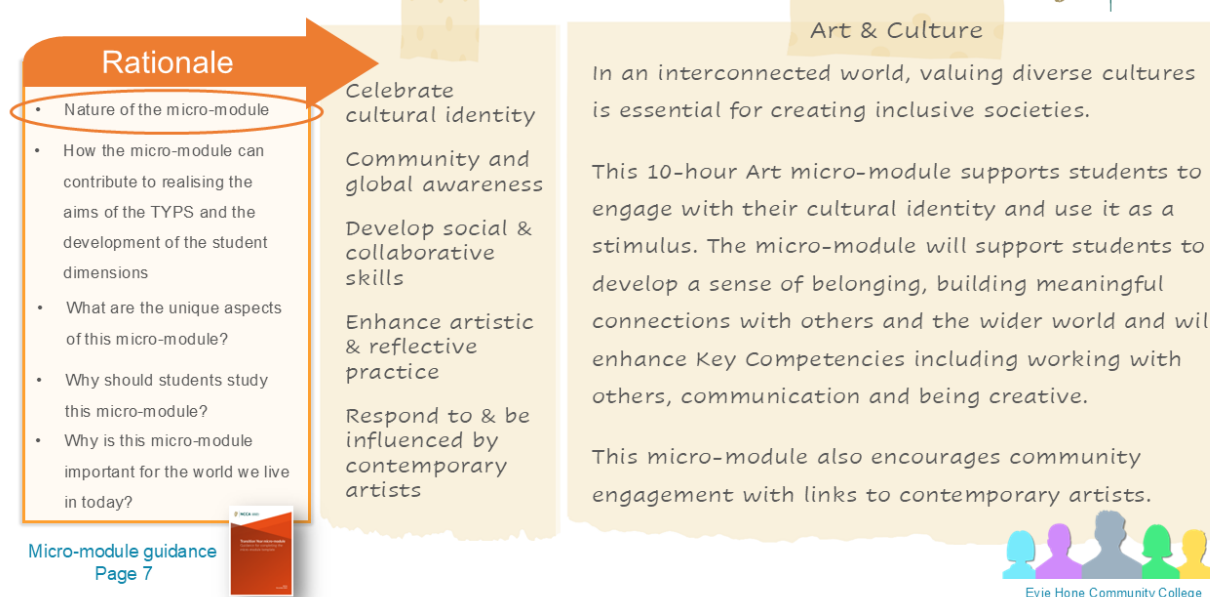 Rationale
• Nature of the micro-module
• How the micro-module can
contribute to realising the
aims of the TYPS and the
development of the student
dimensions
• What are the unique aspects
of this micro-module?
• Why should students study
this micro-module?
• Why is this micro-module
important for the world we live
in today?
Micro-module guidance
Page 7
Celebrate
cultural identity
Community and
global awareness
Develop social &
collaborative
skills
Enhance artistic
& reflective
practice
Respond to & be
influenced by
contemporary
artists
Art & Culture
In an interconnected world, valuing diverse cultures
is essential for creating inclusive societies.
This 10-hour Art micro-module supports students to
engage with their cultural identity and use it as a
stimulus. The micro-module will support students to
develop a sense of belonging, building meaningful
connections with others and the wider world and wil
enhance Key Competencies including working with
others, communication and being creative.
This micro-module also encourages community
engagement with links to contemporary artists.
Evie Hone Community College